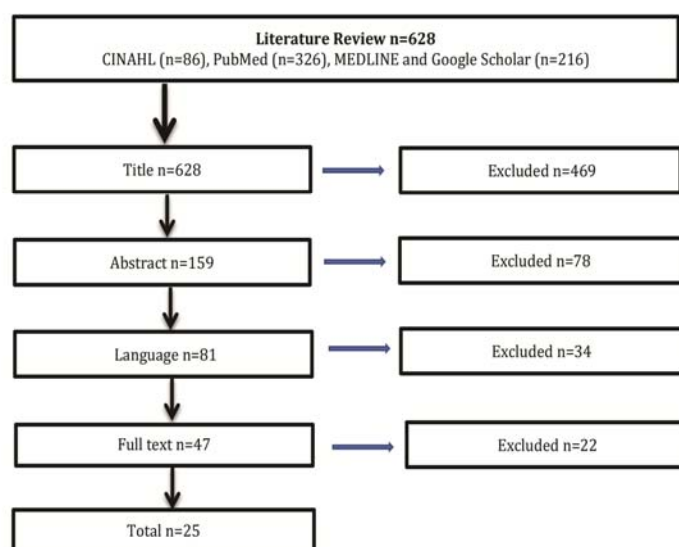 Literature Review n=628
CINAHL (n=86), PubMed (n=326), MEDLINE and Google Scholar (n=216)
Title n=628
Excluded n=469
Abstract n=159
Excluded n=78
Language n=81
Excluded n=34
Full text n=47
Excluded n=22
Total n=25